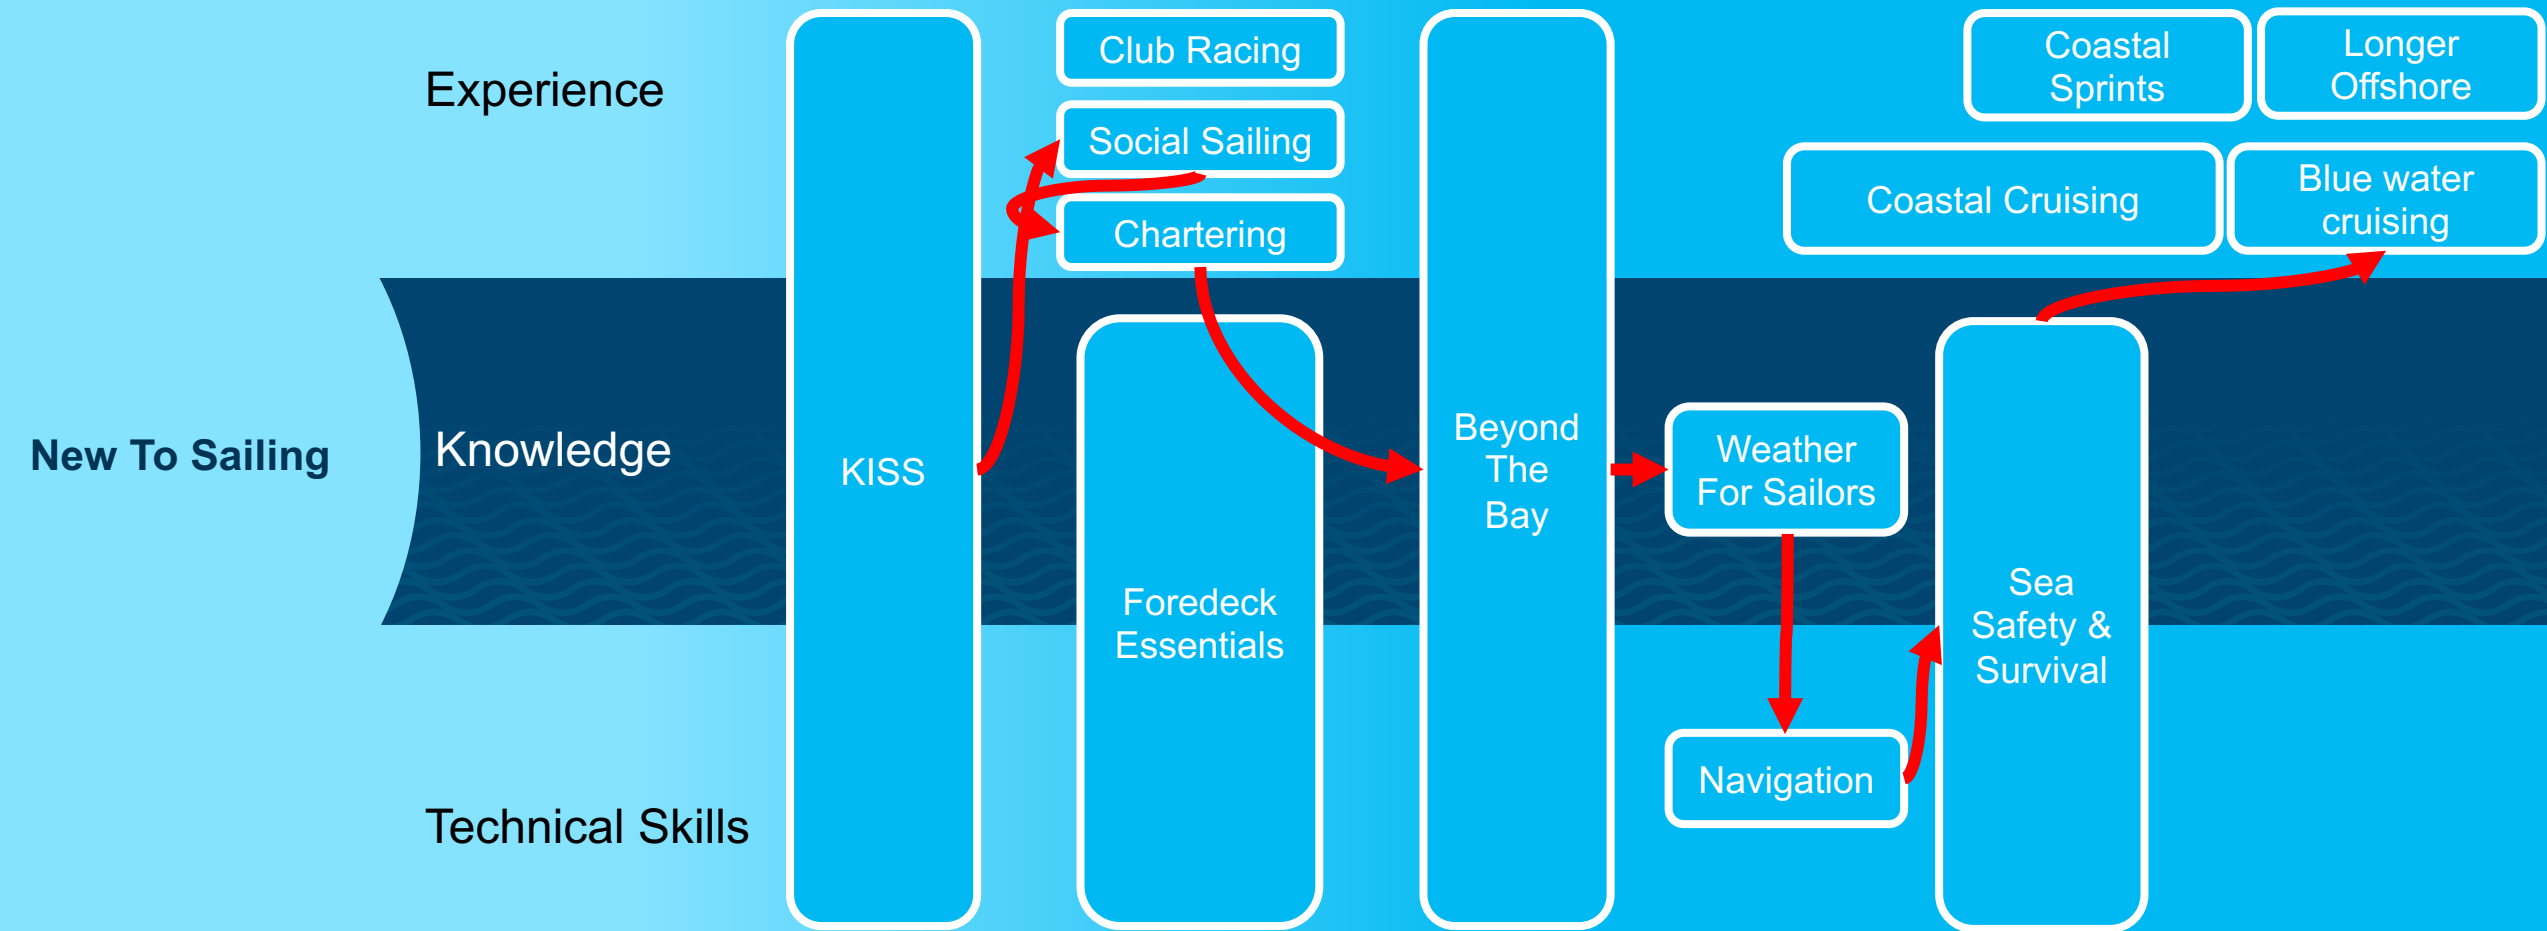 New To Sailing
Experience
Knowledge
Technical Skills
KISS
Club Racing
Social Sailing
Chartering
Foredeck
Essentials
Beyond
The
Bay
Weather
For Sailors
Navigation
Sea
Safety &
Survival
Coastal
Sprints
Longer
Offshore
Coastal Cruising
Blue water
cruising